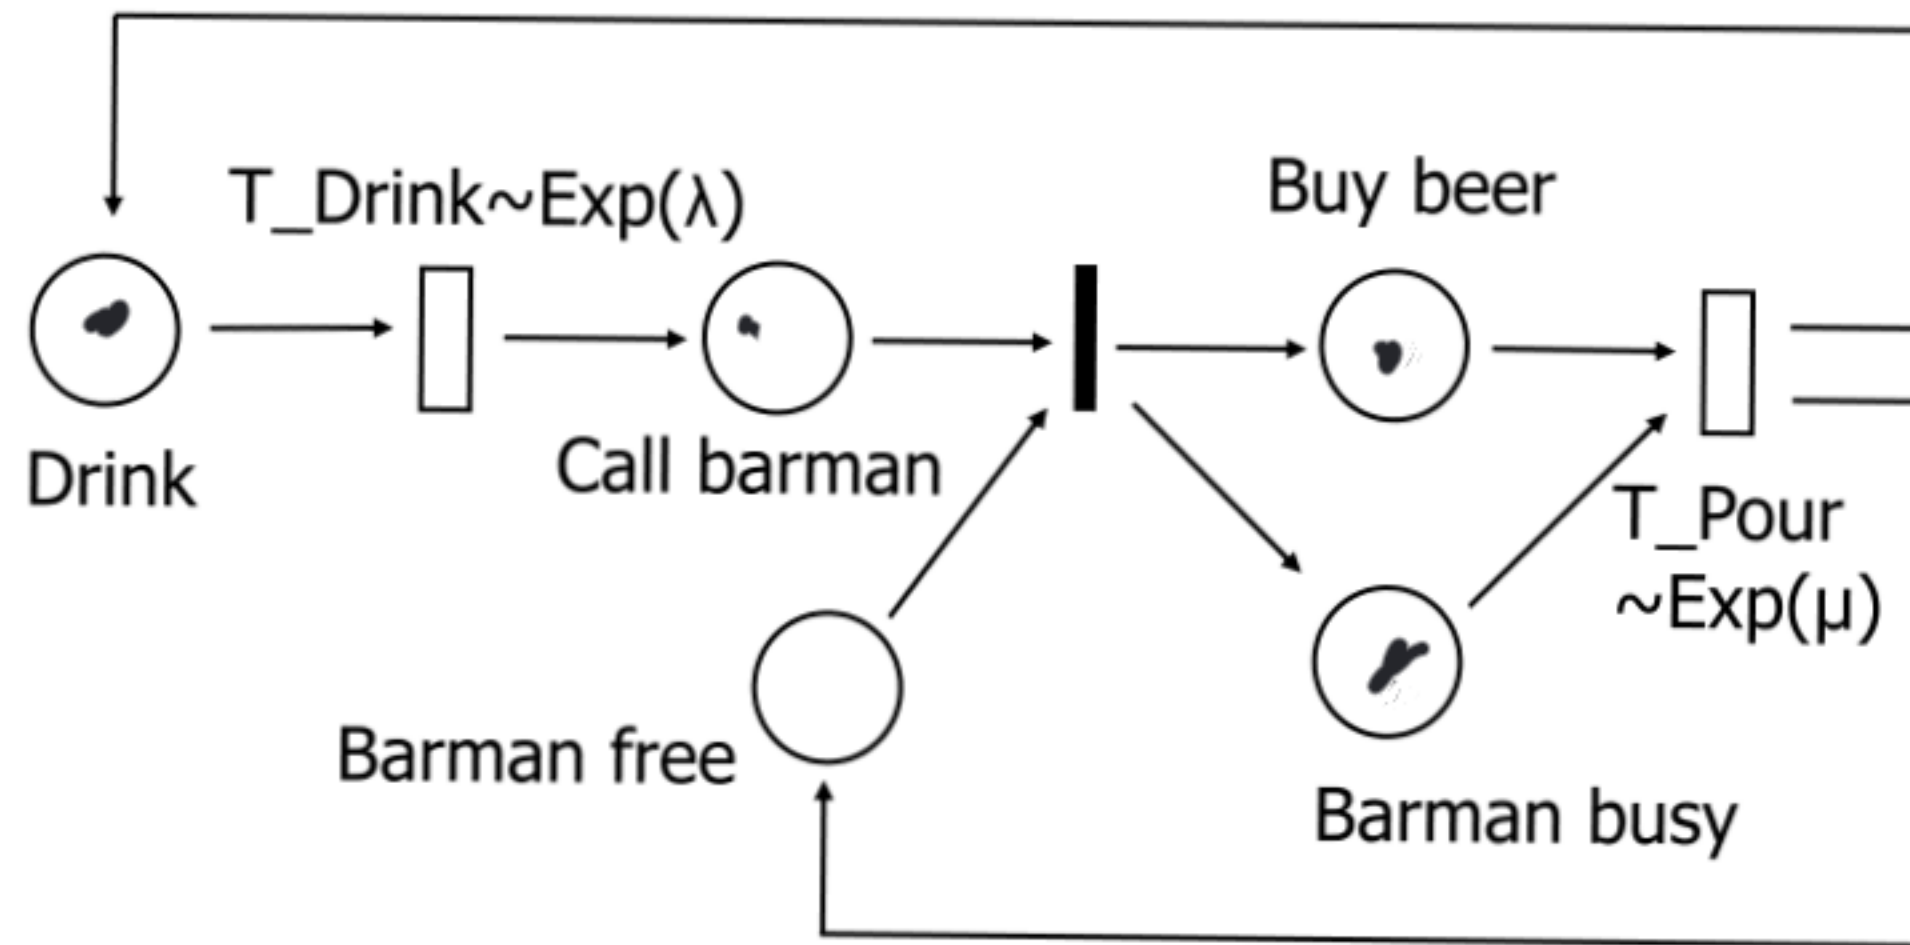 T_Drink~Exp(λ)
Buy beer
Drink
Call barman
T_Pour
~Exp(μ)
Barman free
Barman busy